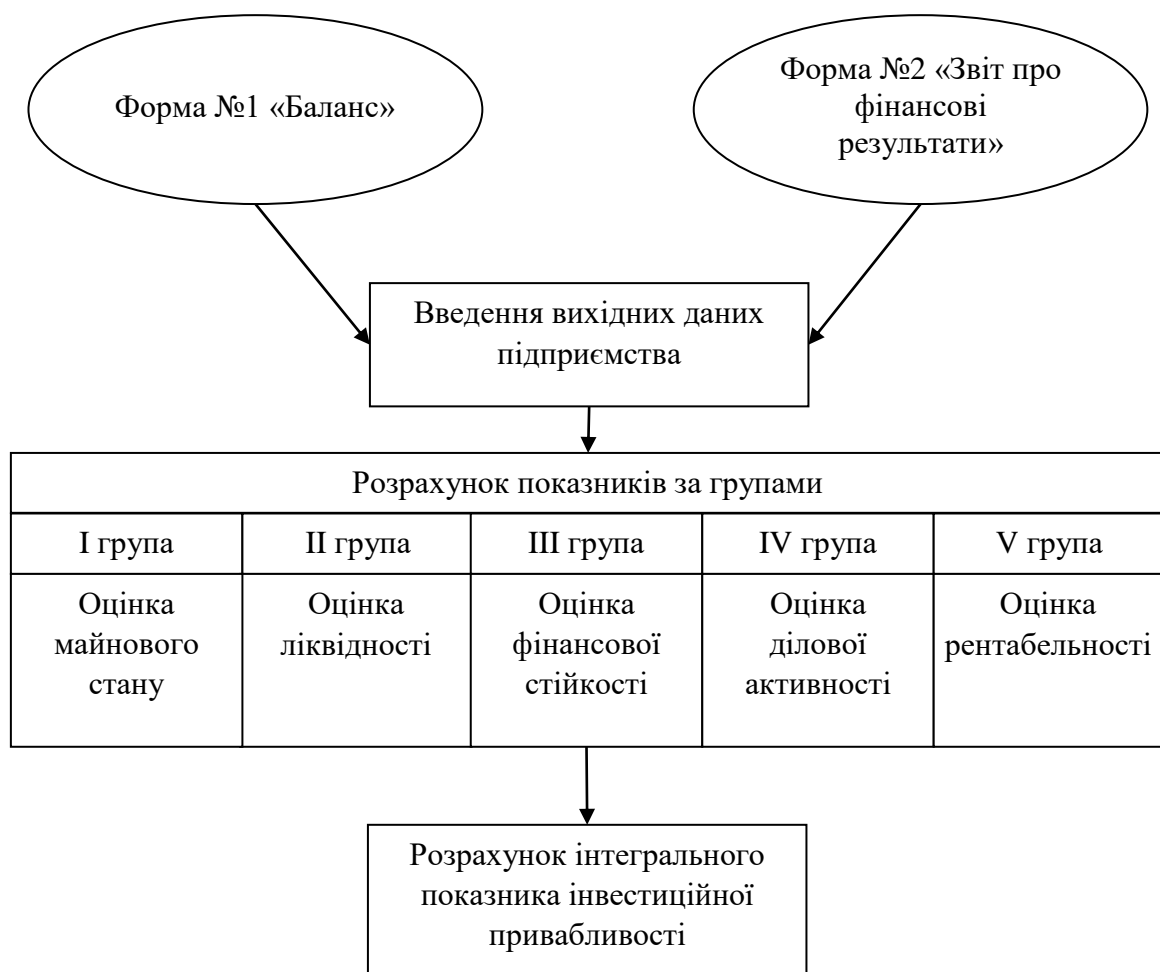 Форма №1 «Баланс»
Форма №2 «Звіт про
фінансові
результати»
Введення вихідних даних
підприємства
Розрахунок показників за групами
I група
II група
III група
IV група
V група
Оцінка
майнового
стану
Оцінка
ліквідності
Оцінка
фінансової
стійкості
Оцінка
ділової
активності
Оцінка
рентабельності
Розрахунок інтегрального
показника інвестиційної
привабливості